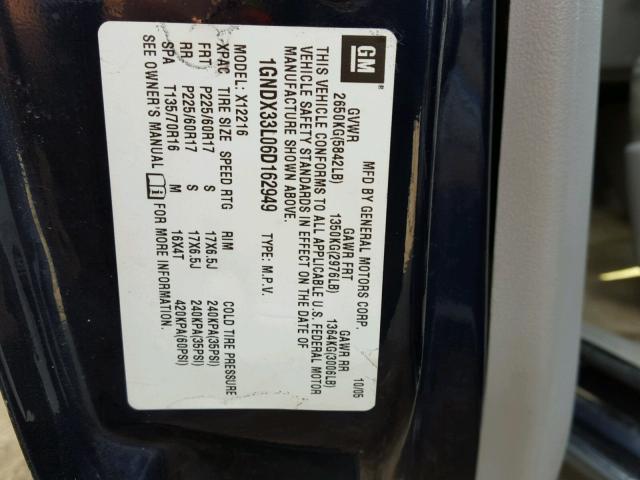 GM ®
MFD BY GENERAL MOTORS CORP. 10/05
GVWR GAWR FRT GAWR RR
2650KG(5842LB) 1350KG(2976LB) 1364KG(3006LB)
THIS VEHICLE CONFORMS TO ALL APPLICABLE U.S. FEDERAL MOTOR
VEHICLE SAFETY STANDARDS IN EFFECT ON THE DATE OF
MANUFACTURE SHOWN ABOVE.
1GNDX33L06D162949 TYPE: M.P.V.
MODEL: X12216
XPAC TIRE SIZE SPEED RTG RIM COLD TIRE PRESSURE
FRT P225/60R17 S 17X6.5J 240KPA(35PSI)
RR P225/60R17 S 17X6.5J 240KPA(35PSI)
SPA T135/70R16 M 16X4T 420KPA(60PSI)
SEE OWNER'S MANUAL FOR MORE INFORMATION.